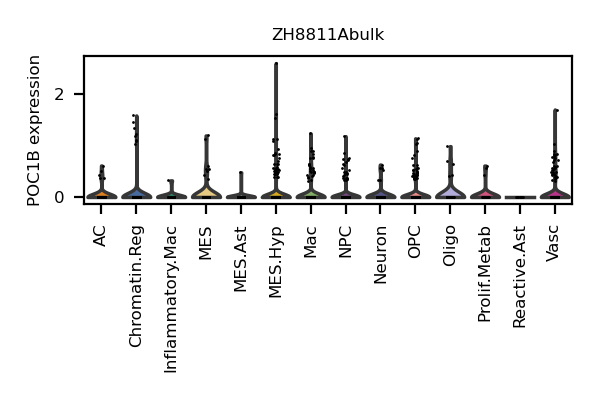 ZH8811Abulk
POC1B expression
2
0
AC
Chromatin.Reg
Inflammatory.Mac
MES
MES.Ast
MES.Hyp
Mac
NPC
Neuron
OPC
Oligo
Prolif.Metab
Reactive.Ast
Vasc